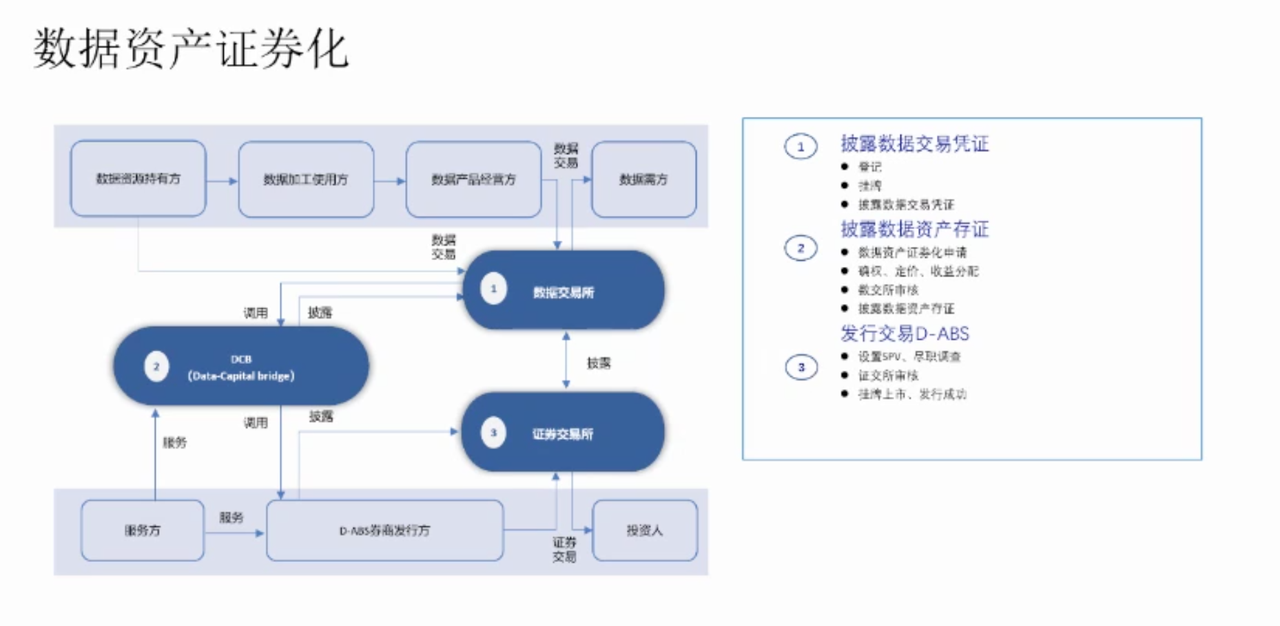 数据资产证券化
数据资源持有方
数据加工使用方
数据产品经营方
数据
交易
数据需方
数据
交易
1
数据交易所
调用
披露
2
DCB
(Data-Capital bridge)
披露
调用
披露
3
证券交易所
服务
服务方
服务
D-ABS券商发行方
证券
交易
投资人
1
披露数据交易凭证
● 登记
● 挂牌
● 披露数据交易凭证
2
披露数据资产存证
● 数据资产证券化申请
● 确权、定价、收益分配
● 数交所审核
● 披露数据资产存证
3
发行交易D-ABS
● 设置SPV、尽职调查
● 证交所审核
● 挂牌上市、发行成功